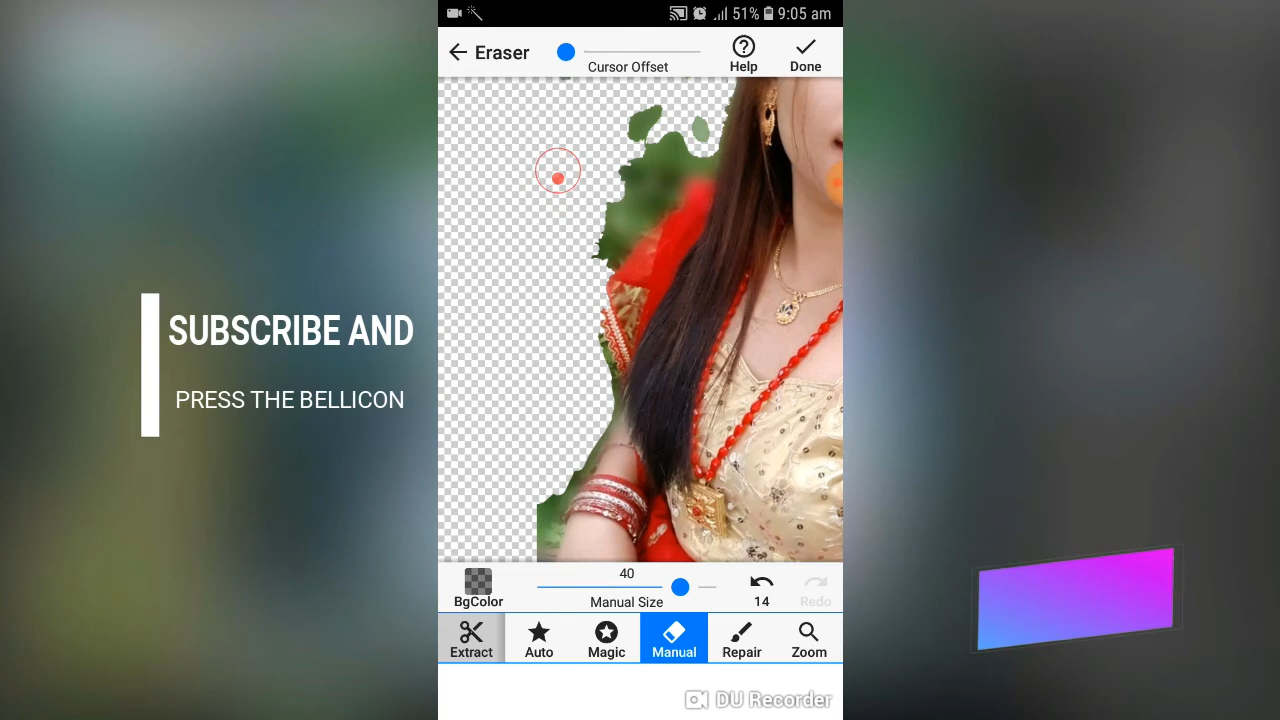 51% 9:05 am
Eraser
Cursor Offset
Help
Done
SUBSCRIBE AND
PRESS THE BELLICON
40
BgColor
Manual Size
14
Redo
Extract
Auto
Magic
Manual
Repair
Zoom
DU Recorder